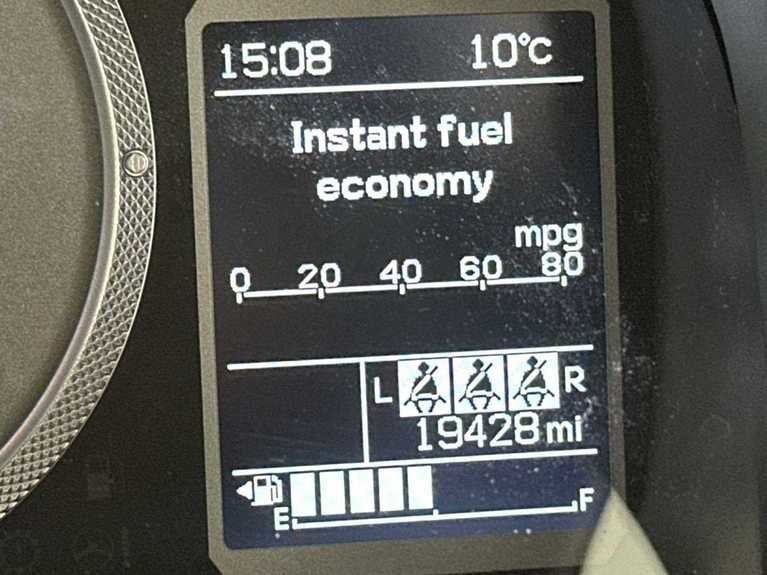 15:08 10°C
Instant fuel
economy
mpg
0 20 40 60 80
L R
19428 mi
E F